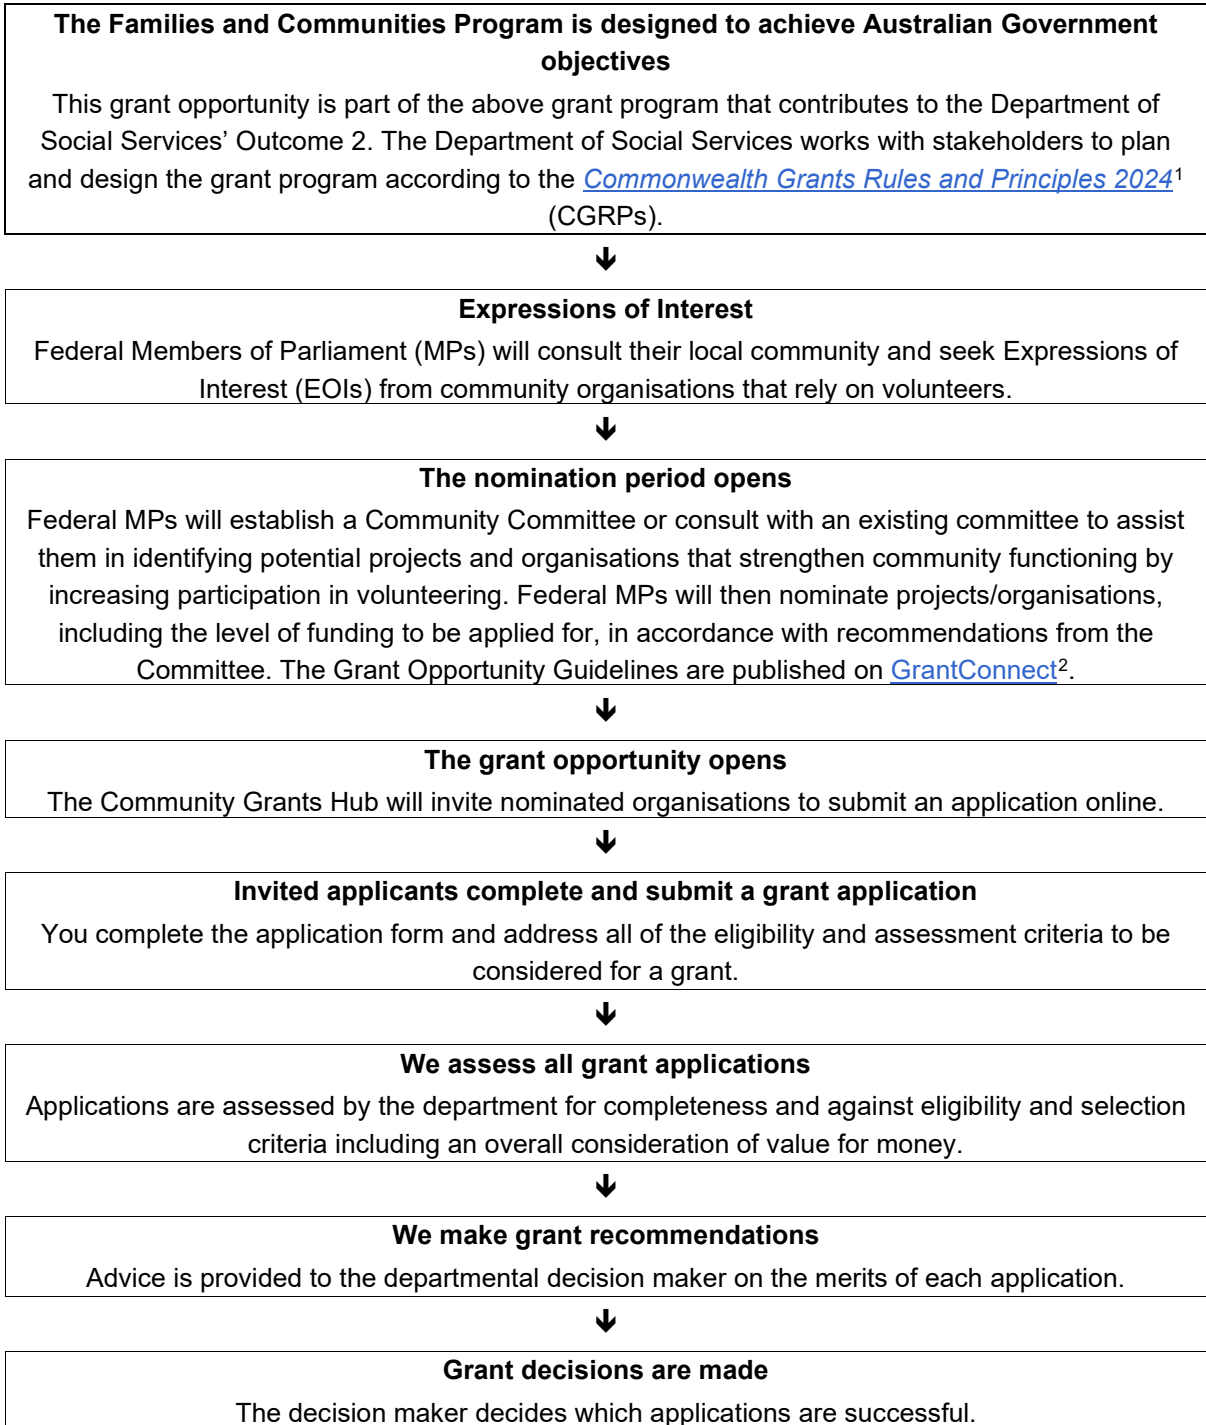 The Families and Communities Program is designed to achieve Australian Government
objectives
This grant opportunity is part of the above grant program that contributes to the Department of
Social Services’ Outcome 2. The Department of Social Services works with stakeholders to plan
and design the grant program according to the Commonwealth Grants Rules and Principles 2024¹
(CGRPs).
🡻
Expressions of Interest
Federal Members of Parliament (MPs) will consult their local community and seek Expressions of
Interest (EOIs) from community organisations that rely on volunteers.
🡻
The nomination period opens
Federal MPs will establish a Community Committee or consult with an existing committee to assist
them in identifying potential projects and organisations that strengthen community functioning by
increasing participation in volunteering. Federal MPs will then nominate projects/organisations,
including the level of funding to be applied for, in accordance with recommendations from the
Committee. The Grant Opportunity Guidelines are published on GrantConnect².
🡻
The grant opportunity opens
The Community Grants Hub will invite nominated organisations to submit an application online.
🡻
Invited applicants complete and submit a grant application
You complete the application form and address all of the eligibility and assessment criteria to be
considered for a grant.
🡻
We assess all grant applications
Applications are assessed by the department for completeness and against eligibility and selection
criteria including an overall consideration of value for money.
🡻
We make grant recommendations
Advice is provided to the departmental decision maker on the merits of each application.
🡻
Grant decisions are made
The decision maker decides which applications are successful.